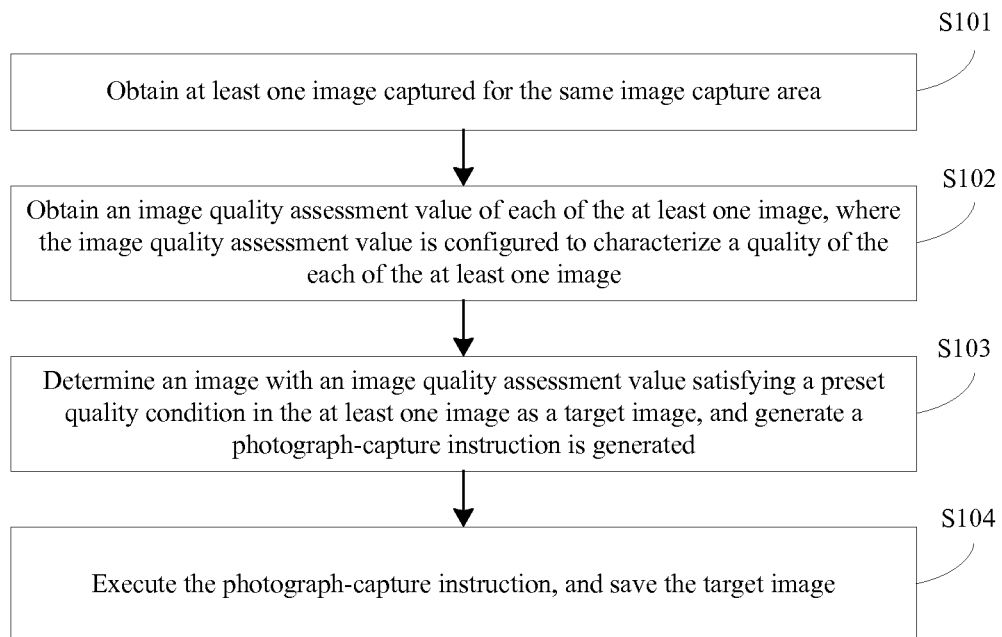 S101
Obtain at least one image captured for the same image capture area
S102
Obtain an image quality assessment value of each of the at least one image, where
the image quality assessment value is configured to characterize a quality of the
each of the at least one image
S103
Determine an image with an image quality assessment value satisfying a preset
quality condition in the at least one image as a target image, and generate a
photograph-capture instruction is generated
S104
Execute the photograph-capture instruction, and save the target image